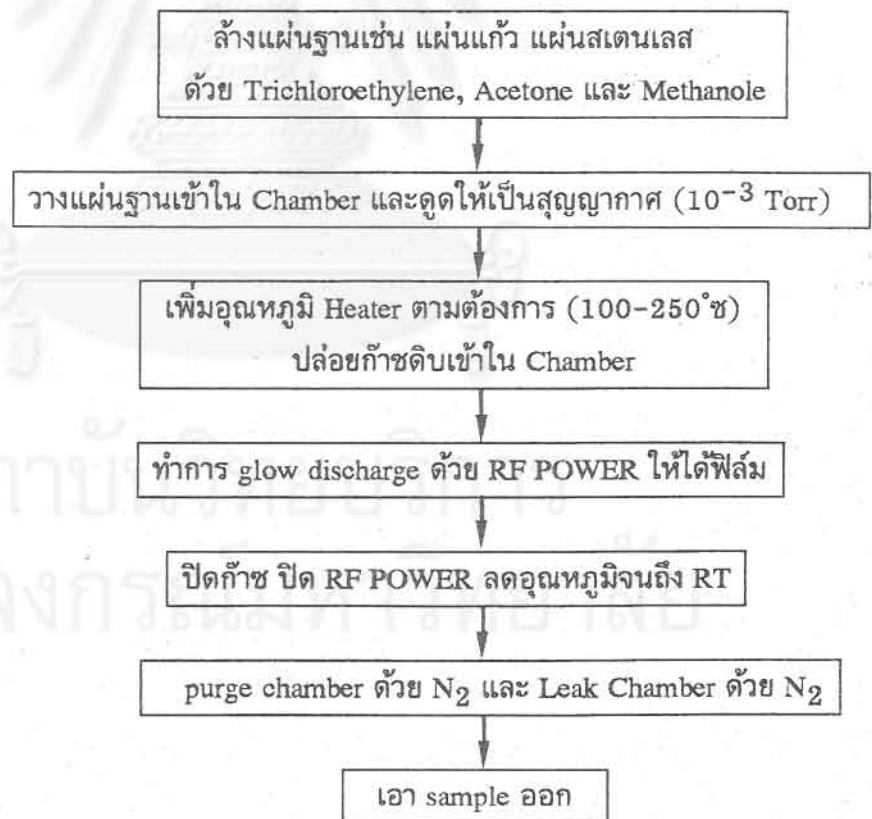 ล้างแผ่นฐานเช่น แผ่นแก้ว แผ่นสเตนเลส
ด้วย Trichloroethylene, Acetone และ Methanole
วางแผ่นฐานเข้าใน Chamber และดูดให้เป็นสุญญากาศ (10⁻³ Torr)
เพิ่มอุณหภูมิ Heater ตามต้องการ (100-250°ซ)
ปล่อยก๊าซดิบเข้าใน Chamber
ทำการ glow discharge ด้วย RF POWER ให้ได้ฟิล์ม
ปิดก๊าซ ปิด RF POWER ลดอุณหภูมิจนถึง RT
purge chamber ด้วย N₂ และ Leak Chamber ด้วย N₂
เอา sample ออก